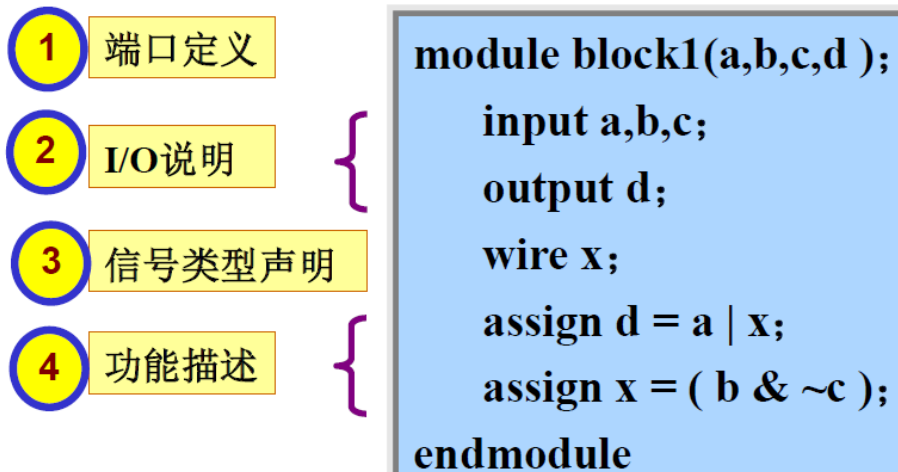 1 端口定义
2 I/O说明
3 信号类型声明
4 功能描述
module block1(a,b,c,d );
input a,b,c;
output d;
wire x;
assign d = a | x;
assign x = ( b & ~c );
endmodule